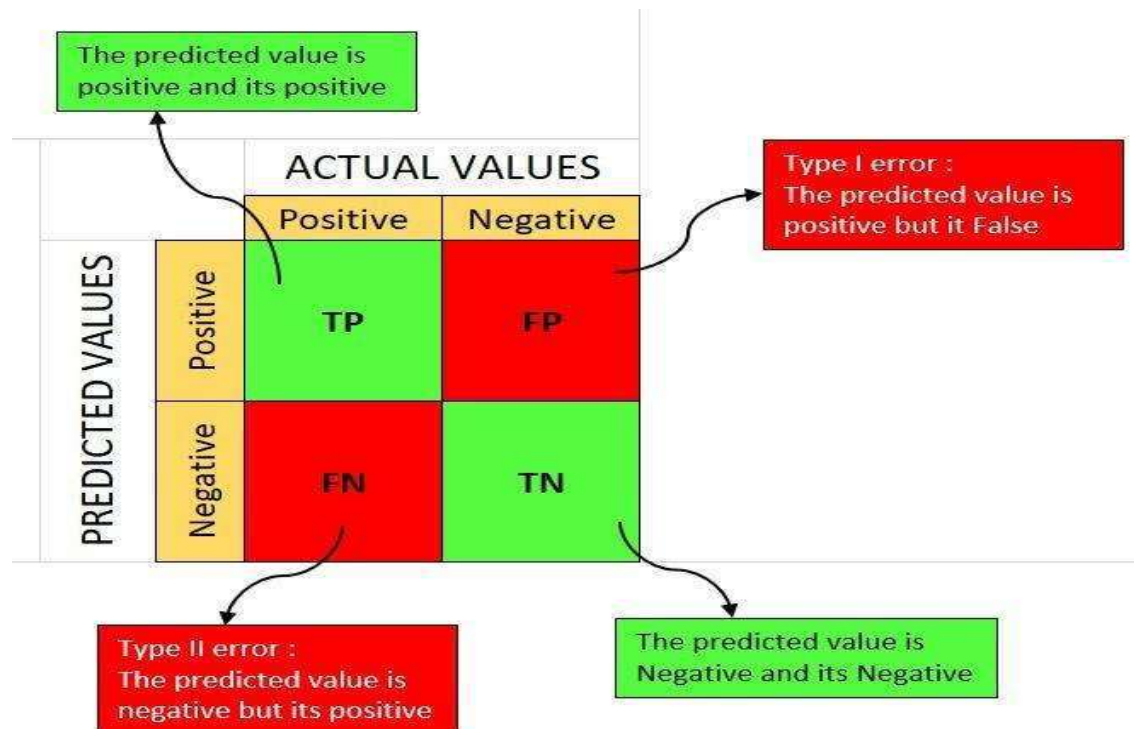 The predicted value is
positive and its positive
ACTUAL VALUES
Type I error :
The predicted value is
positive but it False
Positive
Negative
PREDICTED VALUES
Positive
TP
FP
Negative
FN
TN
Type II error :
The predicted value is
negative but its positive
The predicted value is
Negative and its Negative